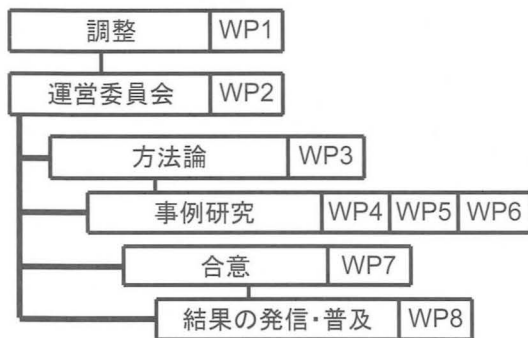 調整 WP1
運営委員会 WP2
方法論 WP3
事例研究 WP4 WP5 WP6
合意 WP7
結果の発信・普及 WP8